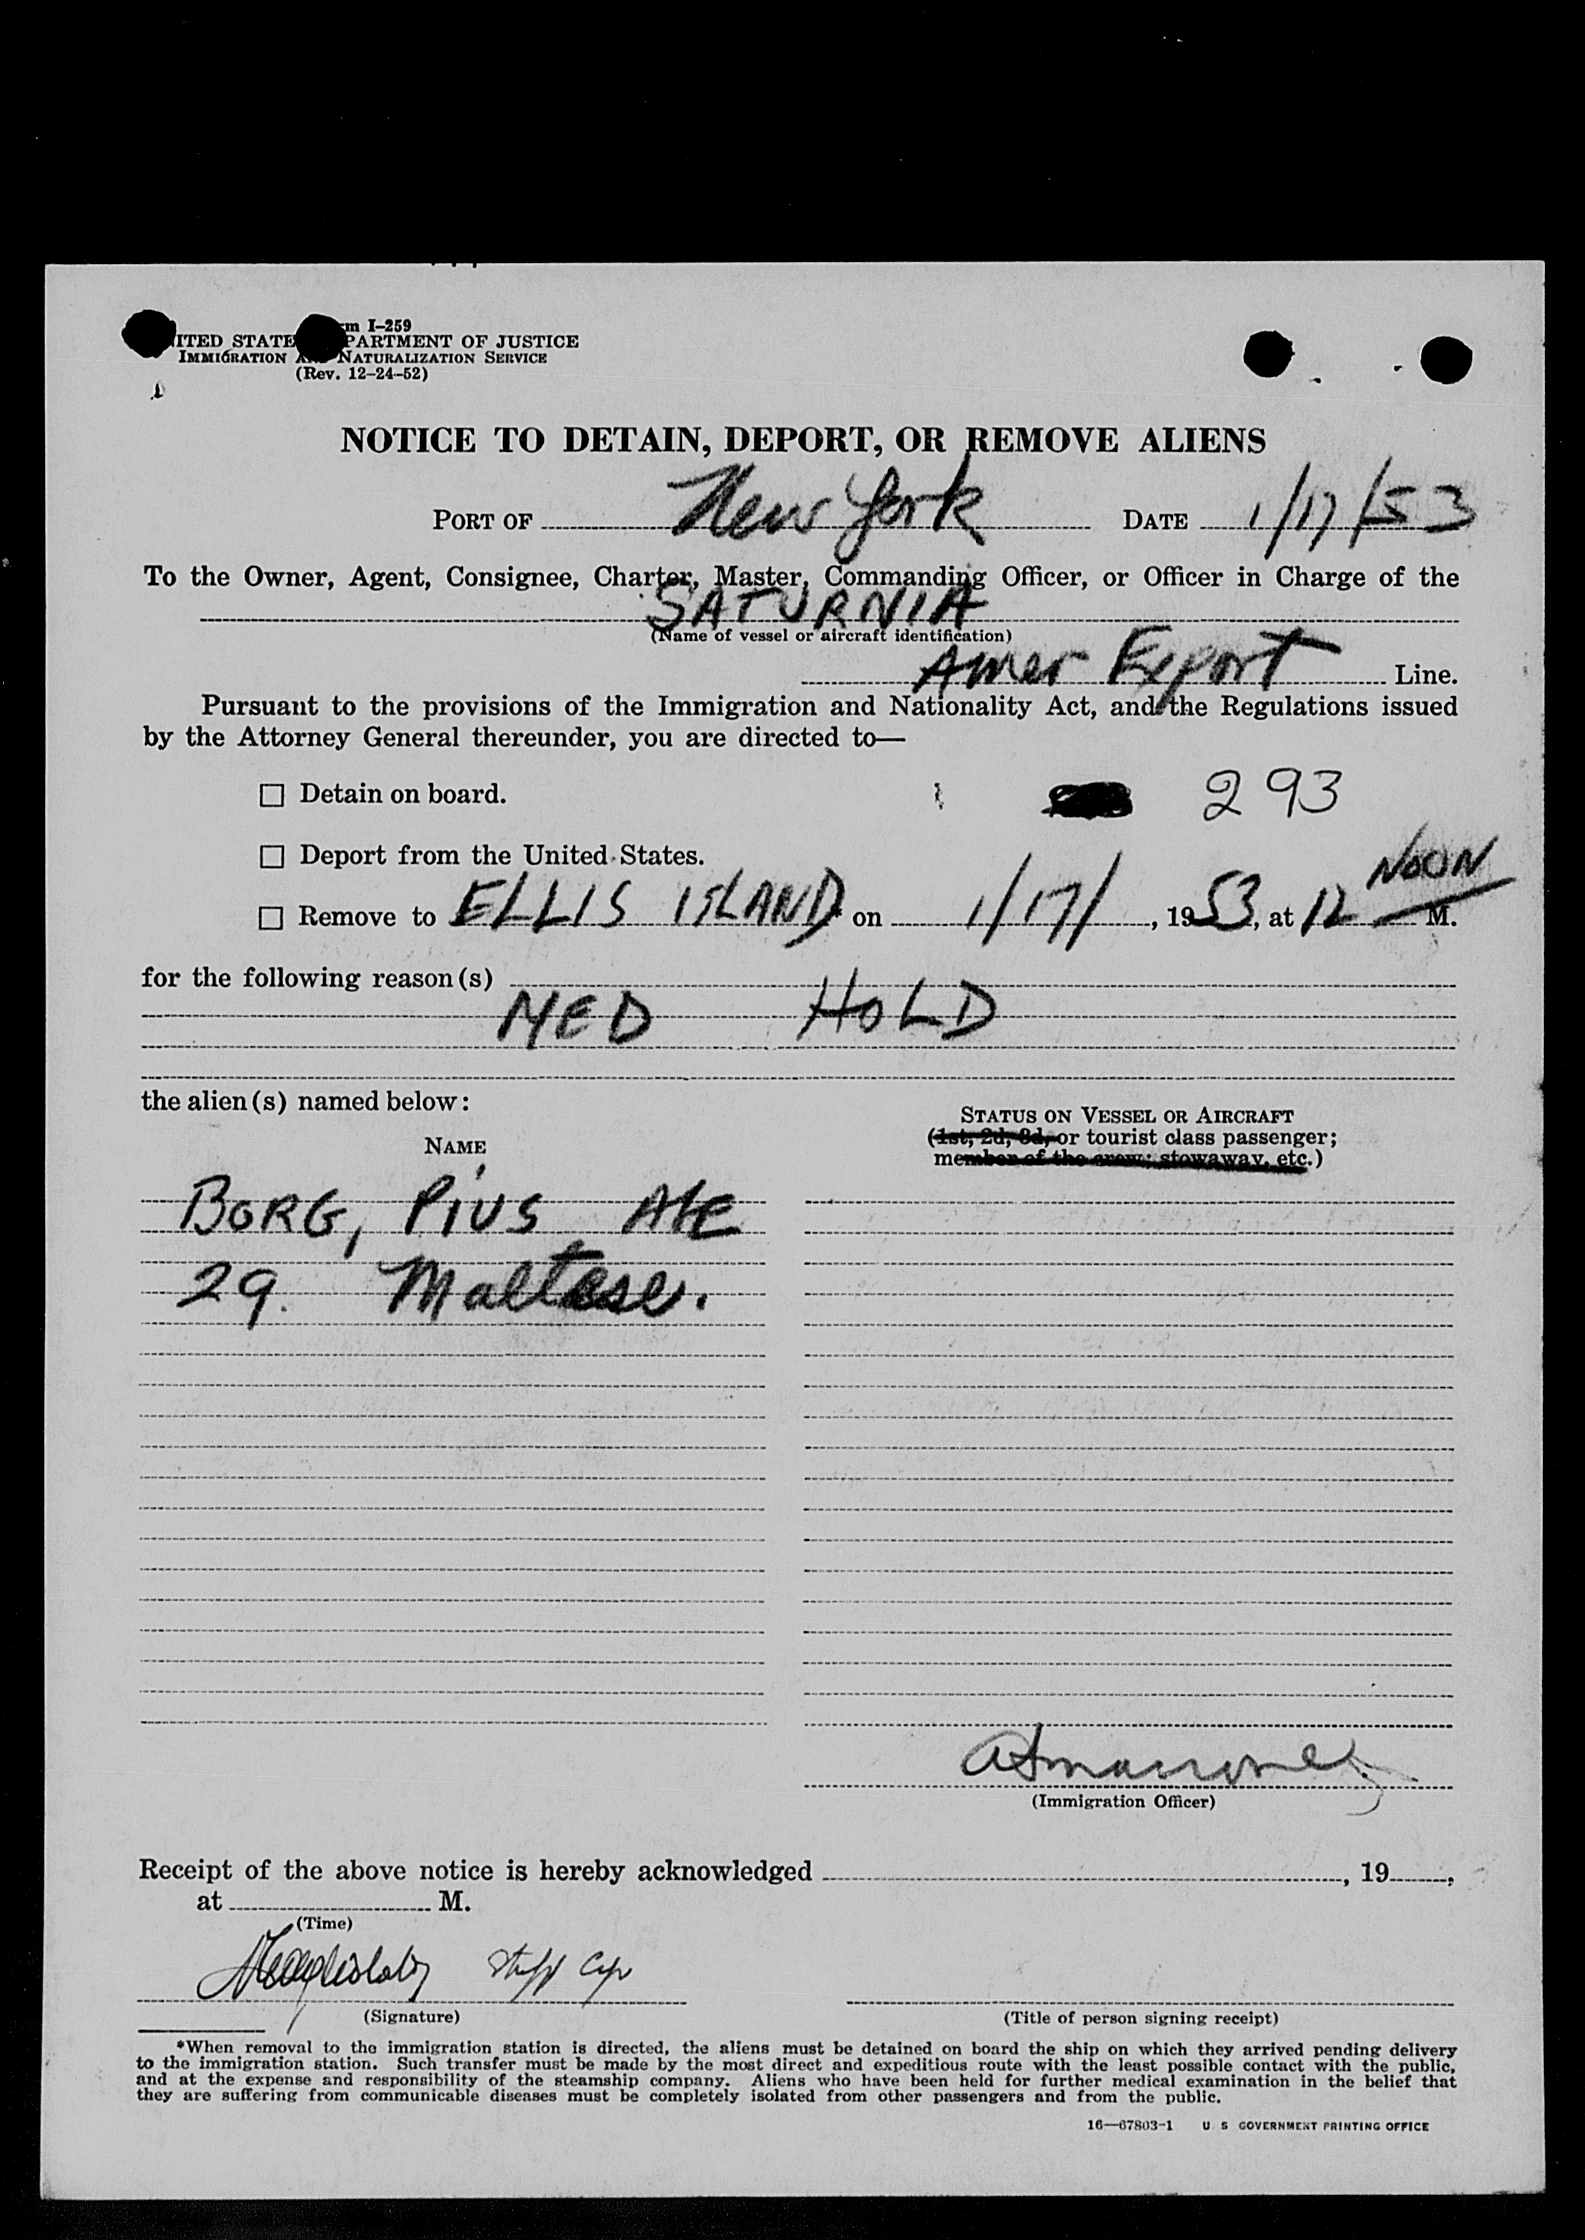 Form I-259
UNITED STATES DEPARTMENT OF JUSTICE
IMMIGRATION AND NATURALIZATION SERVICE
(Rev. 12-24-52)
NOTICE TO DETAIN, DEPORT, OR REMOVE ALIENS
PORT OF New York DATE 1/17/53
To the Owner, Agent, Consignee, Charter, Master, Commanding Officer, or Officer in Charge of the
SATURNIA
(Name of vessel or aircraft identification)
Amer Export Line.
Pursuant to the provisions of the Immigration and Nationality Act, and the Regulations issued
by the Attorney General thereunder, you are directed to—
☐ Detain on board.
293
☐ Deport from the United States.
☐ Remove to ELLIS ISLAND on 1/17/, 1953, at 12 NOON M.
for the following reason(s)
MED HOLD
the alien(s) named below:
NAME
STATUS ON VESSEL OR AIRCRAFT
(1st, 2d, 3d, or tourist class passenger;
member of the crew; stowaway, etc.)
BORG, PIUS
29. Maltese.
(Immigration Officer)
Receipt of the above notice is hereby acknowledged , 19 ,
at M.
(Time)
Staff Cap
(Signature)
(Title of person signing receipt)
*When removal to the immigration station is directed, the aliens must be detained on board the ship on which they arrived pending delivery
to the immigration station. Such transfer must be made by the most direct and expeditious route with the least possible contact with the public,
and at the expense and responsibility of the steamship company. Aliens who have been held for further medical examination in the belief that
they are suffering from communicable diseases must be completely isolated from other passengers and from the public.
16—67803-1 U S GOVERNMENT PRINTING OFFICE